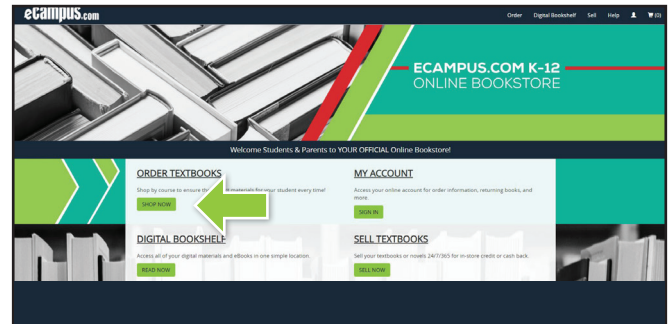 ecampus.com
Order Digital Bookshelf Sell Help (0)
ECAMPUS.COM K-12
ONLINE BOOKSTORE
Welcome Students & Parents to YOUR OFFICIAL Online Bookstore!
ORDER TEXTBOOKS
Shop by course to ensure th materials for your student every time!
SHOP NOW
MY ACCOUNT
Access your online account for order information, returning books, and
more.
SIGN IN
DIGITAL BOOKSHELF
Access all of your digital materials and eBooks in one simple location.
READ NOW
SELL TEXTBOOKS
Sell your textbooks or novels 24/7/365 for in-store credit or cash back.
SELL NOW